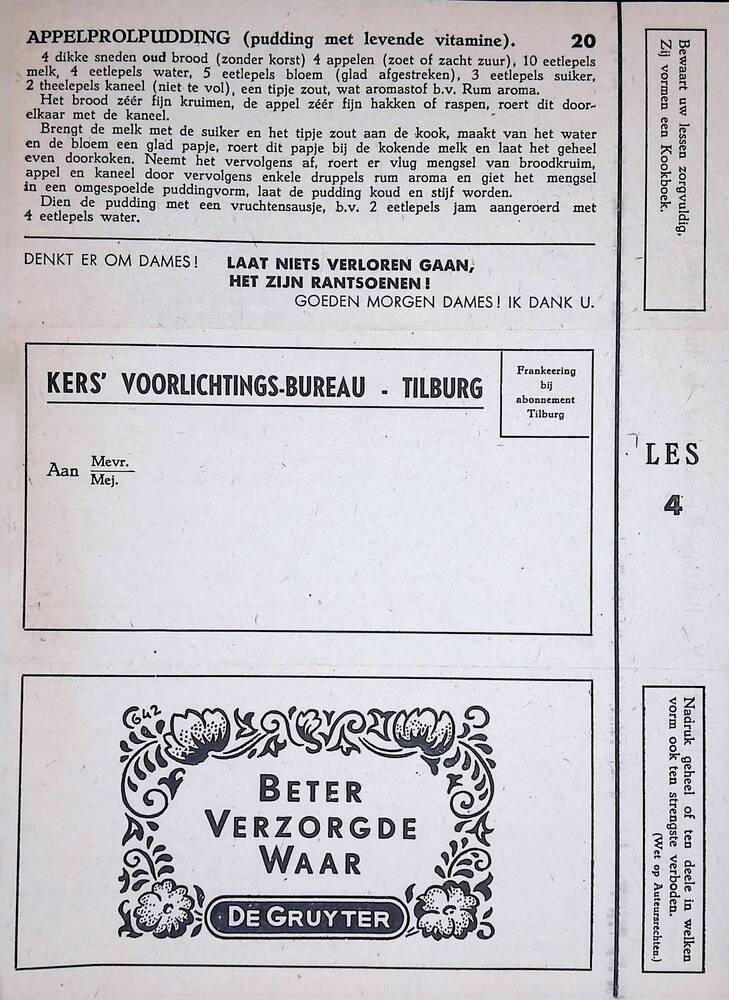 APPELPROLPUDDING (pudding met levende vitamine). 20
4 dikke sneden oud brood (zonder korst) 4 appelen (zoet of zacht zuur), 10 eetlepels
melk, 4 eetlepels water, 5 eetlepels bloem (glad afgestreken), 3 eetlepels suiker,
2 theelepels kaneel (niet te vol), een tipje zout, wat aromastof b.v. Rum aroma.
Het brood zéér fijn kruimen, de appel zéér fijn hakken of raspen, roert dit door-
elkaar met de kaneel.
Brengt de melk met de suiker en het tipje zout aan de kook, maakt van het water
en de bloem een glad papje, roert dit papje bij de kokende melk en laat het geheel
even doorkoken. Neemt het vervolgens af, roert er vlug mengsel van broodkruim,
appel en kaneel door vervolgens enkele druppels rum aroma en giet het mengsel
in een omgespoelde puddingvorm, laat de pudding koud en stijf worden.
Dien de pudding met een vruchtensausje, b.v. 2 eetlepels jam aangeroerd met
4 eetlepels water.
DENKT ER OM DAMES! LAAT NIETS VERLOREN GAAN,
HET ZIJN RANTSOENEN!
GOEDEN MORGEN DAMES! IK DANK U.
KERS' VOORLICHTINGS-BUREAU - TILBURG
Frankeering
bij
abonnement
Tilburg
Aan Mevr.
Mej.
642
BETER
VERZORGDE
WAAR
DE GRUYTER
Bewaart uw lessen zorgvuldig,
Zij vormen een Kookboek.
LES
4
Nadruk geheel of ten deele in welken
vorm ook ten strengste verboden.
(Wet op Auteursrechten.)